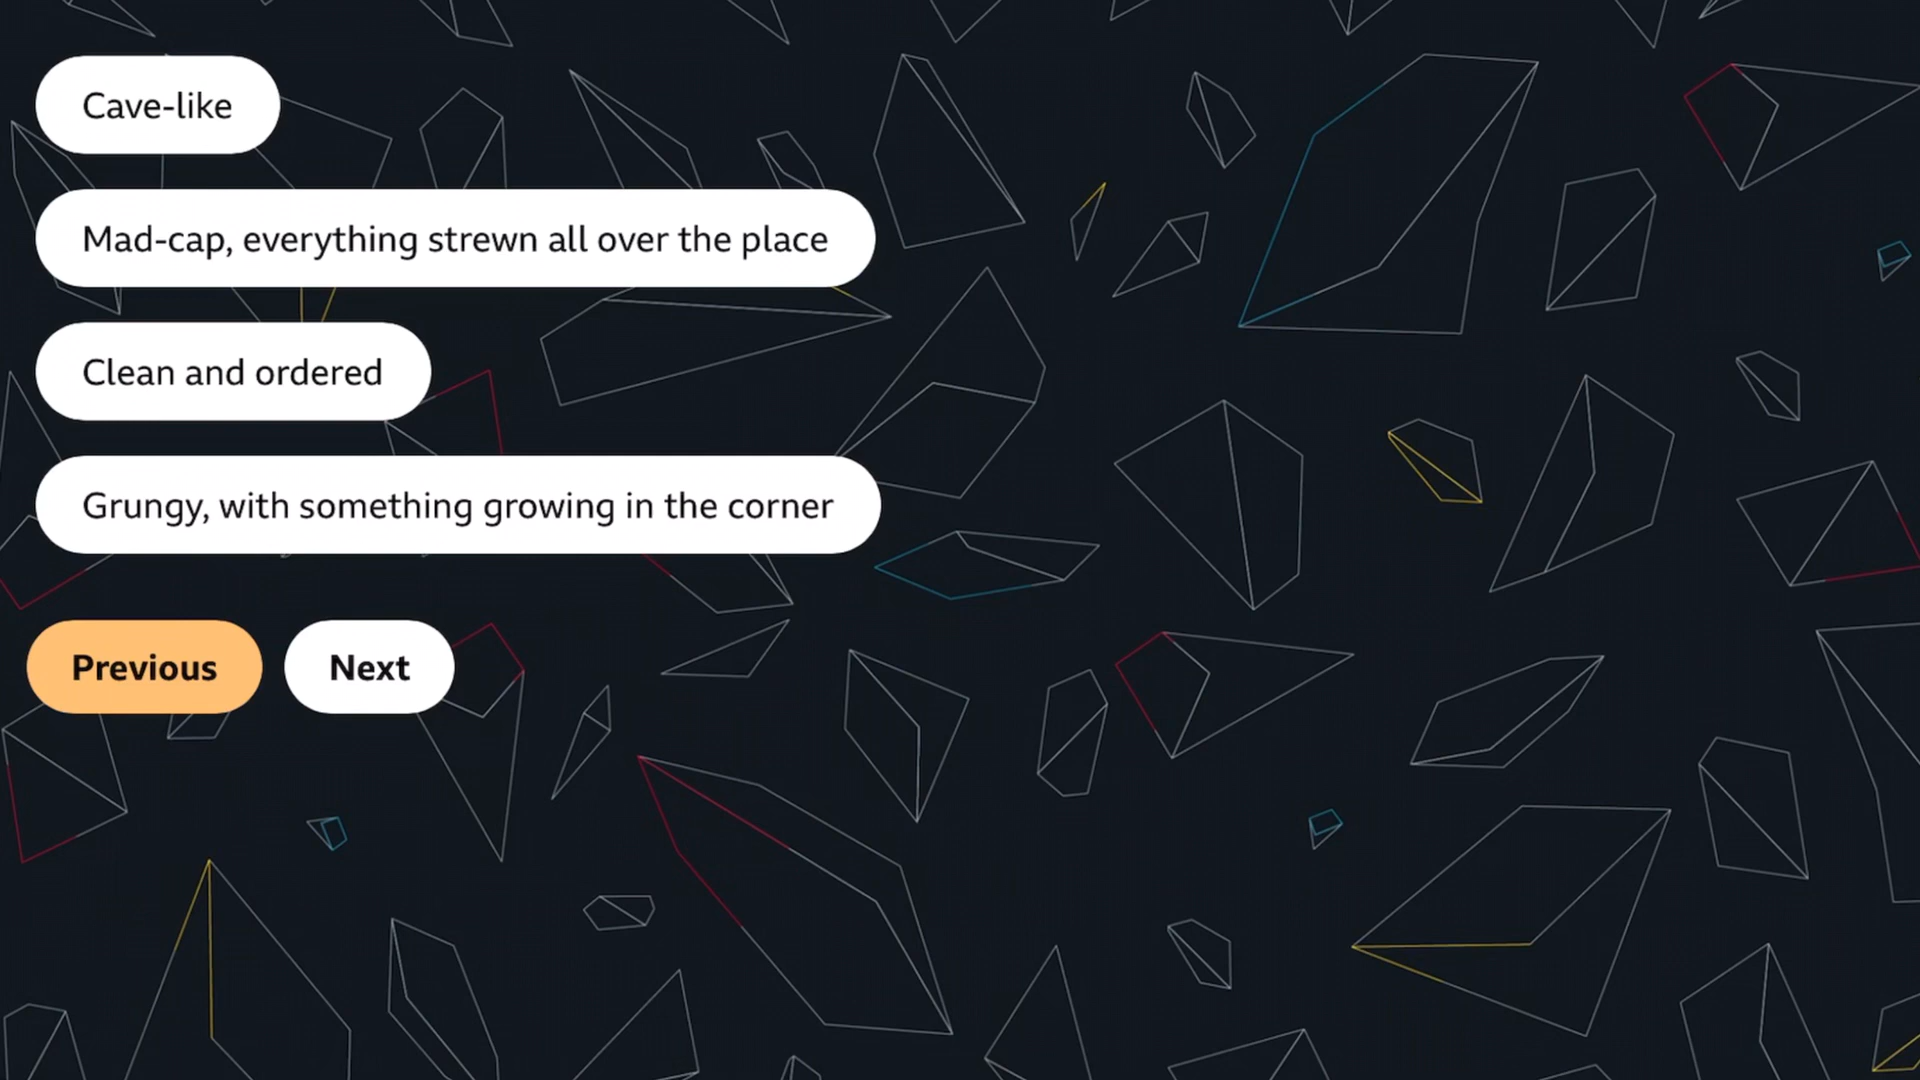 Cave-like
Mad-cap, everything strewn all over the place
Clean and ordered
Grungy, with something growing in the corner
Previous Next